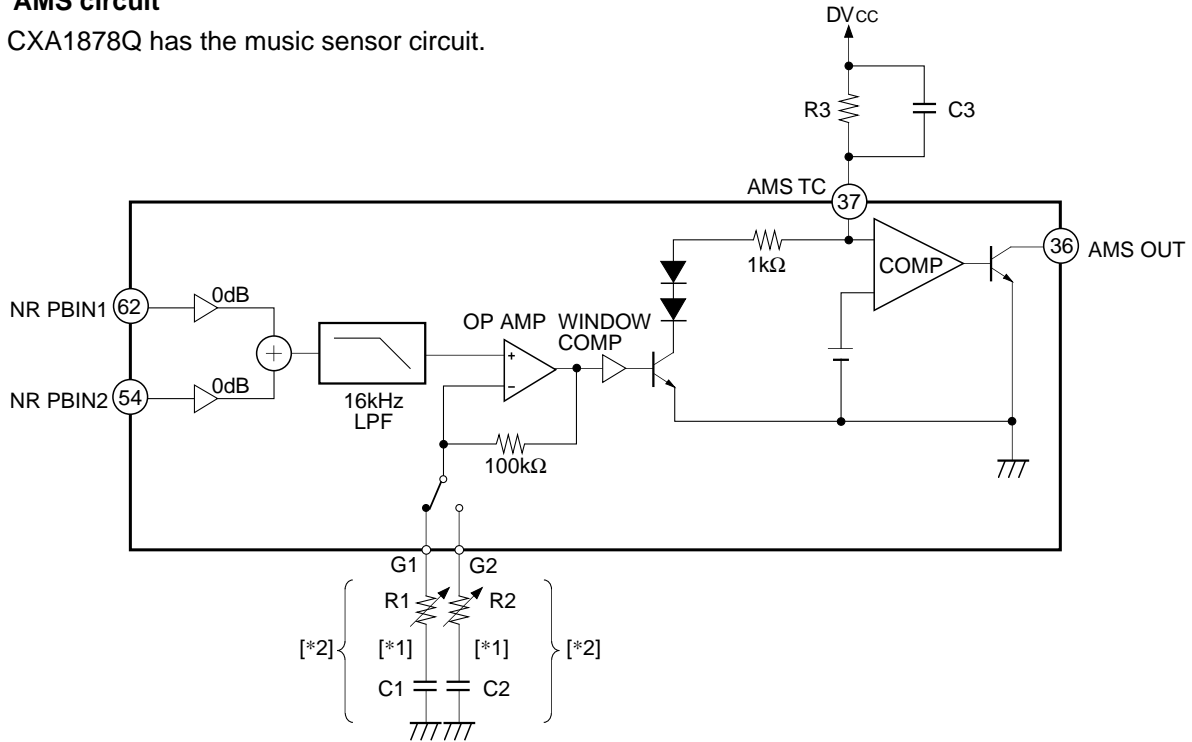 AMS circuit
CXA1878Q has the music sensor circuit.
DVCC
R3
C3
AMS TC
37
1kΩ
COMP
36
AMS OUT
NR PBIN1
62
0dB
+
NR PBIN2
54
0dB
16kHz
LPF
OP AMP
+
−
100kΩ
WINDOW
COMP
G1
G2
R1
R2
[*2]
[*1]
[*1]
[*2]
C1
C2